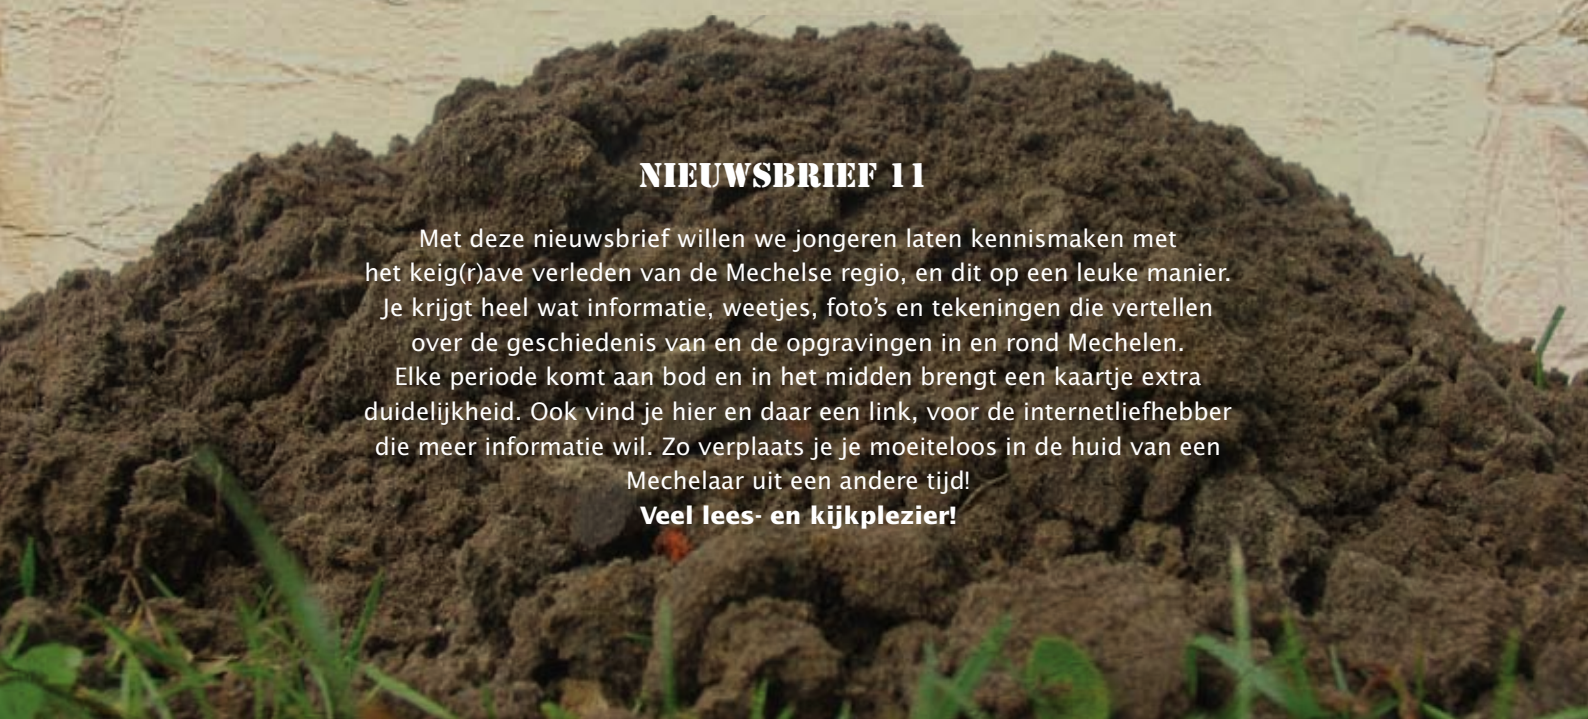 NIEUWSBRIEF 11
Met deze nieuwsbrief willen we jongeren laten kennismaken met
het keig(r)ave verleden van de Mechelse regio, en dit op een leuke manier.
Je krijgt heel wat informatie, weetjes, foto’s en tekeningen die vertellen
over de geschiedenis van en de opgravingen in en rond Mechelen.
Elke periode komt aan bod en in het midden brengt een kaartje extra
duidelijkheid. Ook vind je hier en daar een link, voor de internetliefhebber
die meer informatie wil. Zo verplaats je je moeiteloos in de huid van een
Mechelaar uit een andere tijd!
Veel lees- en kijkplezier!